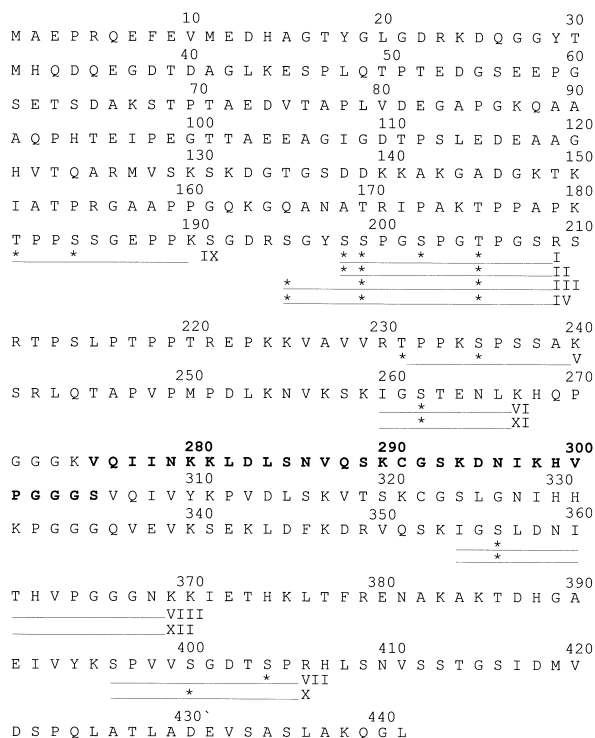 10 20 30
M A E P R Q E F E V M E D H A G T Y G L G D R K D Q G G Y T
40 50 60
M H Q D Q E G D T D A G L K E S P L Q T P T E D G S E E P G
70 80 90
S E T S D A K S T P T A E D V T A P L V D E G A P G K Q A A
100 110 120
A Q P H T E I P E G T T A E E A G I G D T P S L E D E A A G
130 140 150
H V T Q A R M V S K S K D G T G S D D K K A K G A D G K T K
160 170 180
I A T P R G A A P P G Q K G Q A N A T R I P A K T P P A P K
190 200 210
T P P S S G E P P K S G D R S G Y S S P G S P G T P G S R S
* * IX * * * * I
* * * II
* * * III
* * * IV
220 230 240
R T P S L P T P P T R E P K K V A V V R T P P K S P S S A K
* * V
250 260 270
S R L Q T A P V P M P D L K N V K S K I G S T E N L K H Q P
* VI
* XI
280 290 300
G G G K V Q I I N K K L D L S N V Q S K C G S K D N I K H V
310 320 330
P G G G S V Q I V Y K P V D L S K V T S K C G S L G N I H H
340 350 360
K P G G G Q V E V K S E K L D F K D R V Q S K I G S L D N I
*
*
370 380 390
T H V P G G G N K K I E T H K L T F R E N A K A K T D H G A
VIII
XII
400 410 420
E I V Y K S P V V S G D T S P R H L S N V S S T G S I D M V
* VII
* X
430` 440
D S P Q L A T L A D E V S A S L A K Q G L